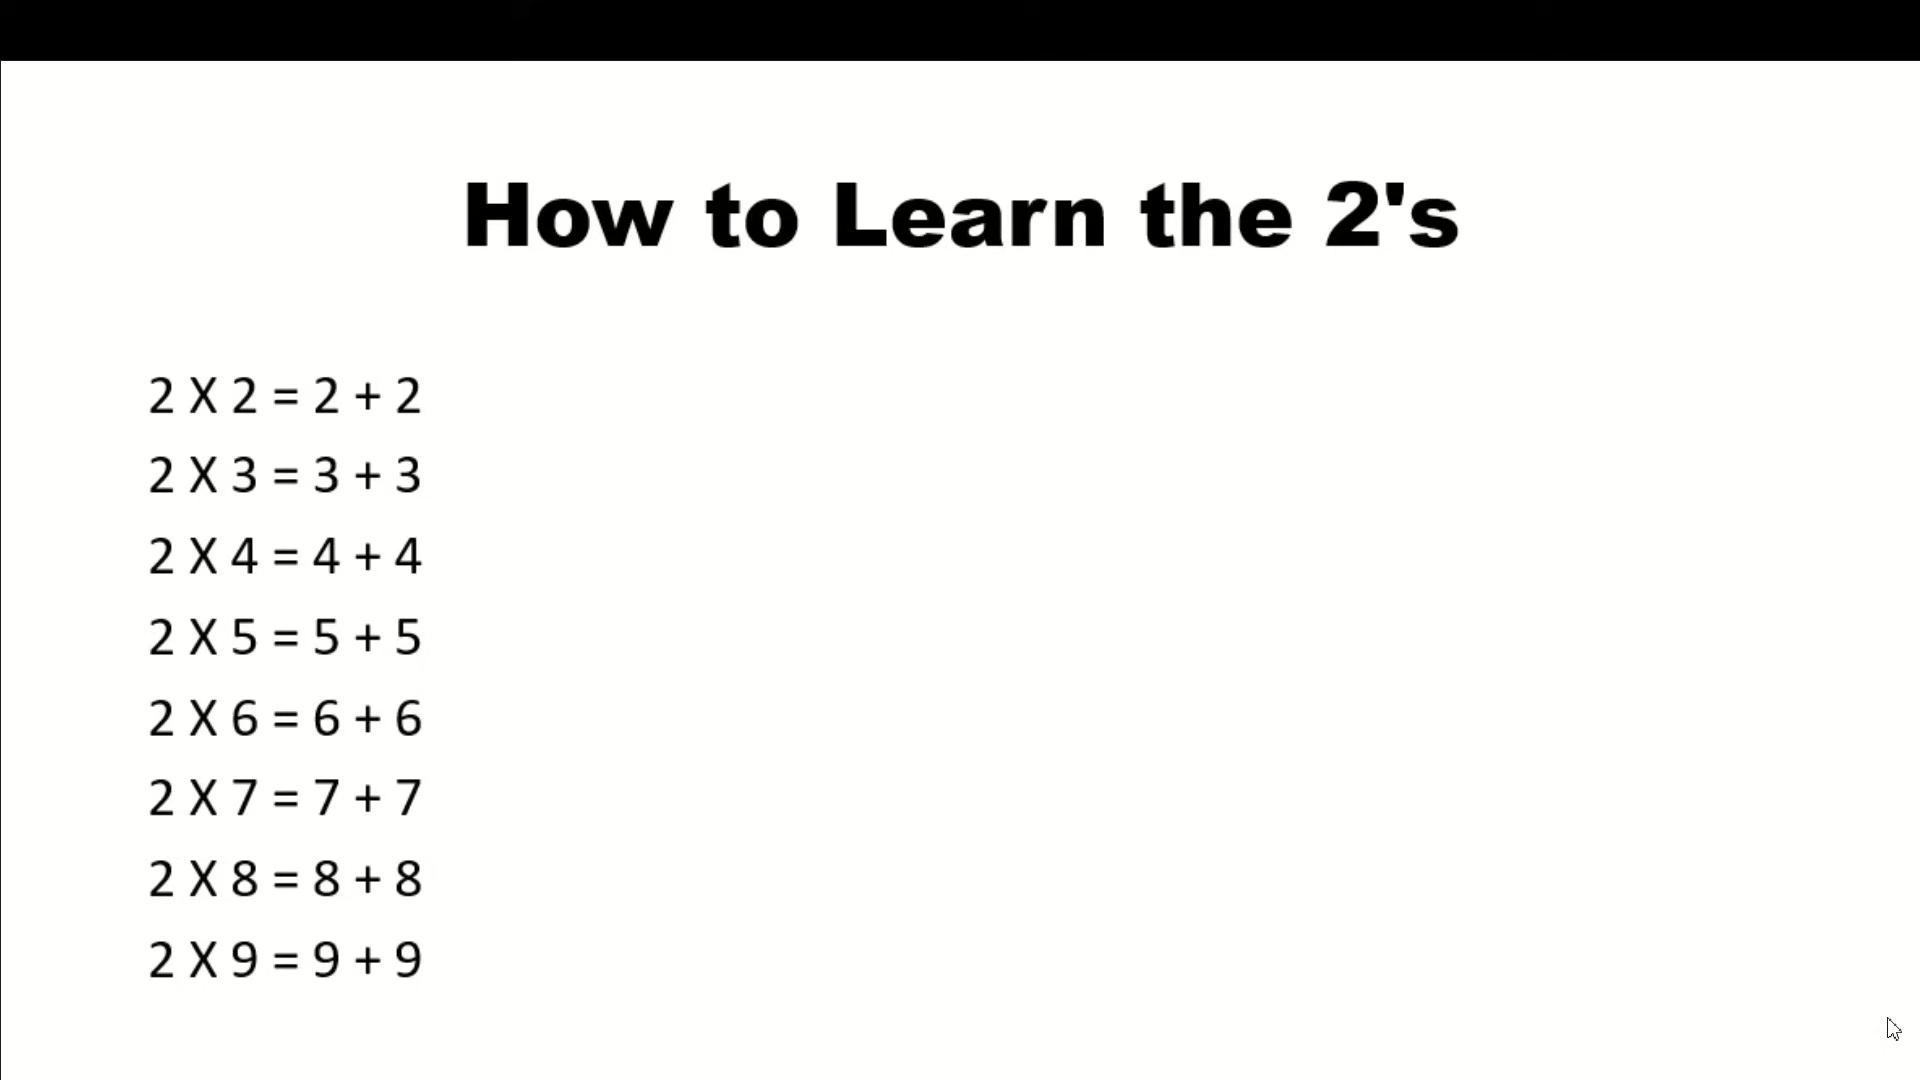 How to Learn the 2's
2 X 2 = 2 + 2
2 X 3 = 3 + 3
2 X 4 = 4 + 4
2 X 5 = 5 + 5
2 X 6 = 6 + 6
2 X 7 = 7 + 7
2 X 8 = 8 + 8
2 X 9 = 9 + 9